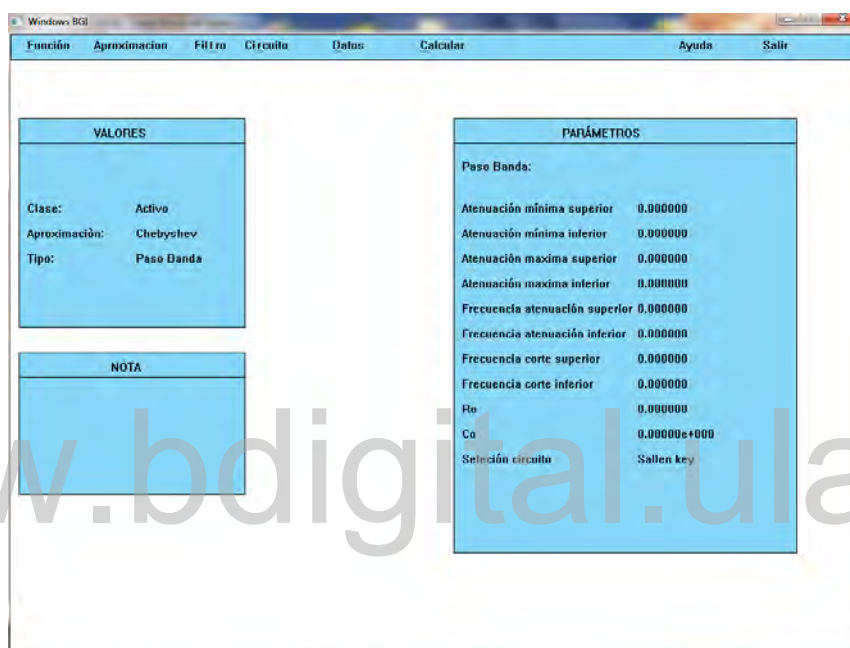 Windows BGI
Función Aproximacion Filtro Circuito Datos Calcular Ayuda Salir
VALORES
Clase: Activo
Aproximaciòn: Chebyshev
Tipo: Paso Banda
NOTA
PARÁMETROS
Paso Banda:
Atenuación mínima superior 0.000000
Atenuación mínima inferior 0.000000
Atenuación maxima superior 0.000000
Atenuación maxima inferior 0.000000
Frecuencia atenuación superior 0.000000
Frecuencia atenuación inferior 0.000000
Frecuencia corte superior 0.000000
Frecuencia corte inferior 0.000000
Ro 0.000000
Co 0.00000e+000
Seleción circuito Sallen key
w.bdigital.ula